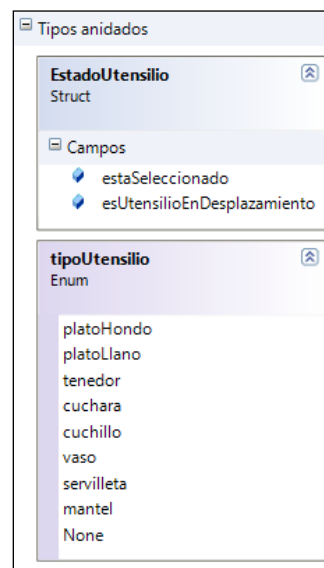 Tipos anidados
EstadoUtensilio
Struct
Campos
estaSeleccionado
esUtensilioEnDesplazamiento
tipoUtensilio
Enum
platoHondo
platoLlano
tenedor
cuchara
cuchillo
vaso
servilleta
mantel
None